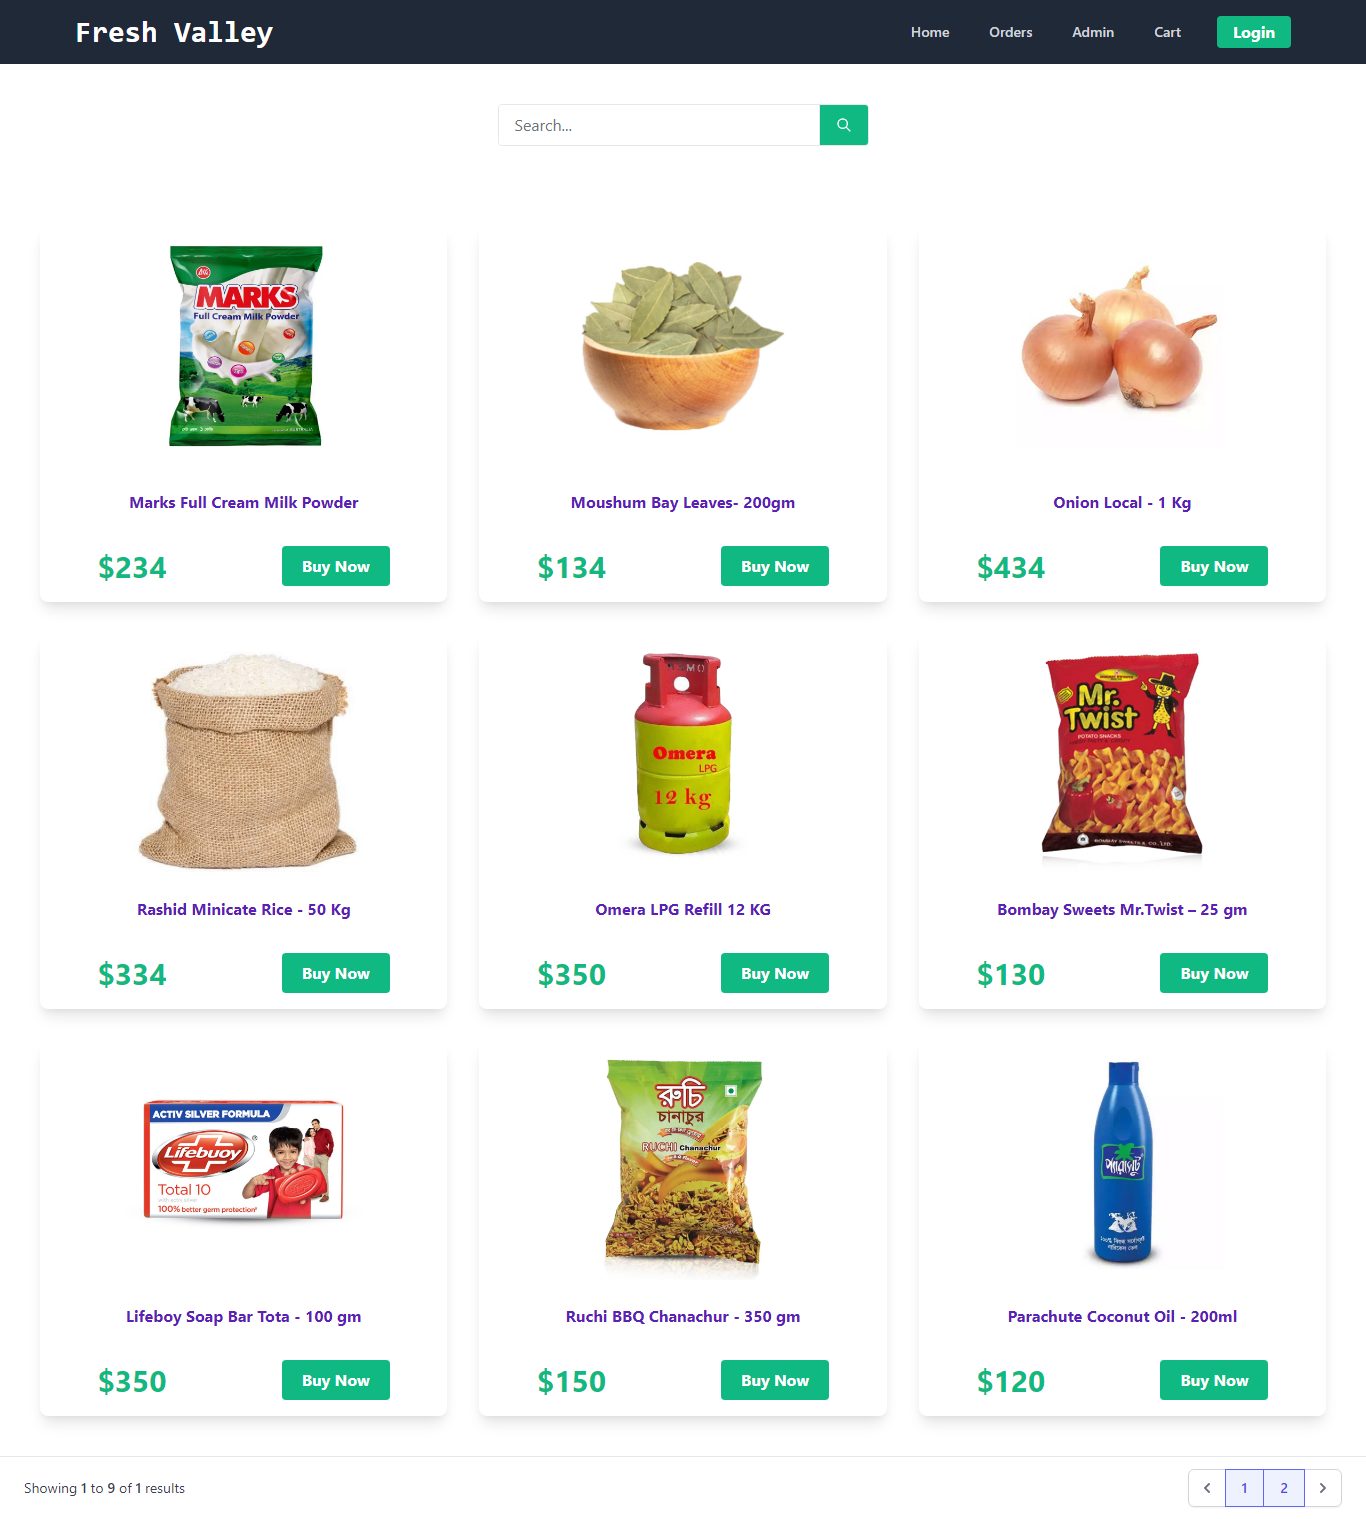 Fresh Valley
Home Orders Admin Cart Login
Search...
MARKS
Full Cream Milk Powder
Marks Full Cream Milk Powder
$234 Buy Now
Moushum Bay Leaves- 200gm
$134 Buy Now
Onion Local - 1 Kg
$434 Buy Now
Rashid Minicate Rice - 50 Kg
$334 Buy Now
Omera
LPG
12 kg
Omera LPG Refill 12 KG
$350 Buy Now
Mr.
Twist
POTATO SNACKS
BOMBAY SWEETS & CO., LTD.
Bombay Sweets Mr.Twist – 25 gm
$130 Buy Now
ACTIV SILVER FORMULA
Lifebuoy
Total 10
with activ silver
100% better germ protection*
Lifeboy Soap Bar Tota - 100 gm
$350 Buy Now
রুচি
চানাচুর
RUCHI Chanachur
Ruchi BBQ Chanachur - 350 gm
$150 Buy Now
প্যারাসুট
Parachute Coconut Oil - 200ml
$120 Buy Now
Showing 1 to 9 of 1 results
1 2